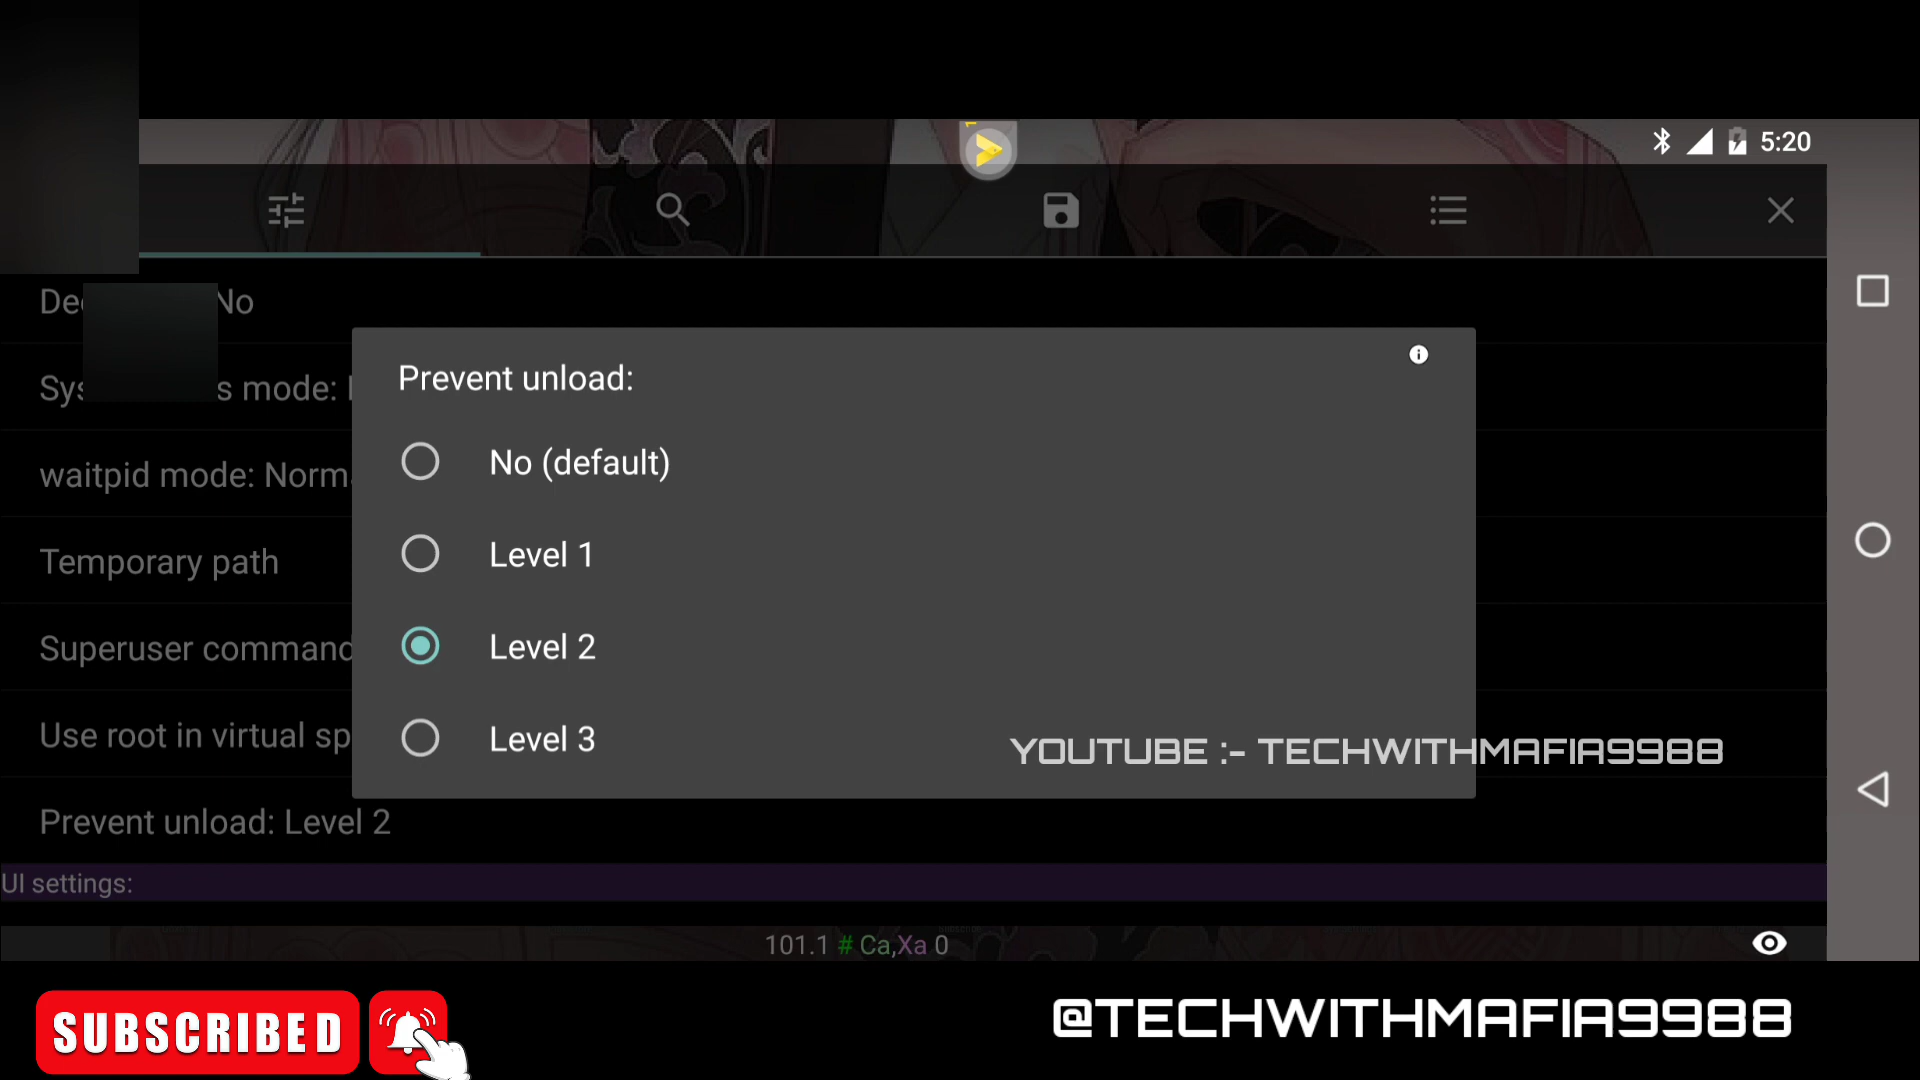 5:20
No
Prevent unload:
No (default)
s mode:
waitpid mode: Norm
Level 1
Temporary path
Superuser command
Level 2
Use root in virtual sp
Level 3
YOUTUBE :- TECHWITHMAFIA9988
Prevent unload: Level 2
UI settings:
101.1 # Ca,Xa 0
SUBSCRIBED
@TECHWITHMAFIA9988